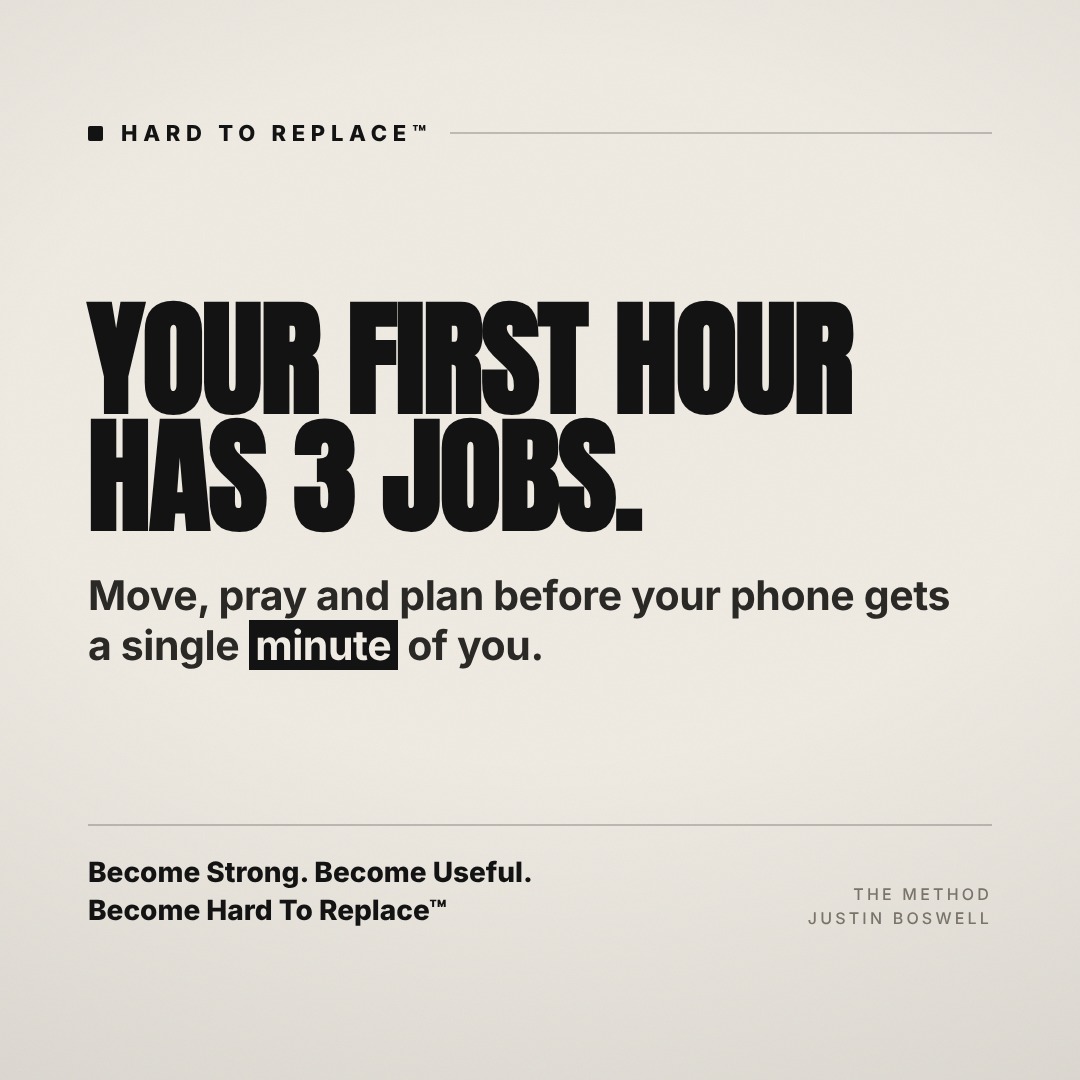 HARD TO REPLACE™
YOUR FIRST HOUR
HAS 3 JOBS.
Move, pray and plan before your phone gets
a single minute of you.
Become Strong. Become Useful.
Become Hard To Replace™
THE METHOD
JUSTIN BOSWELL